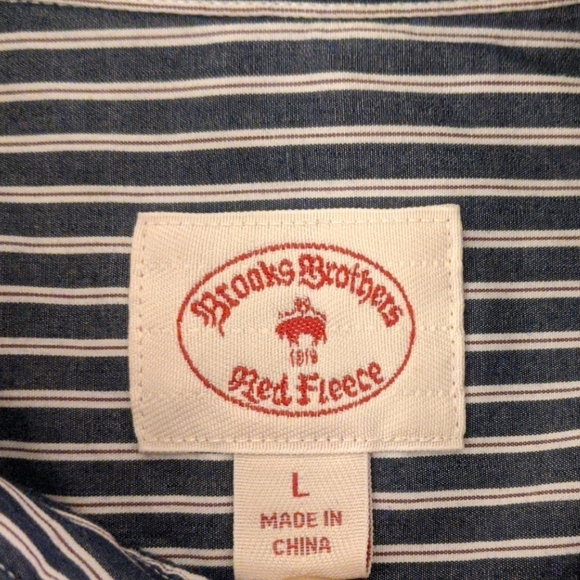 Brooks Brothers
1818
Red Fleece
L
MADE IN
CHINA